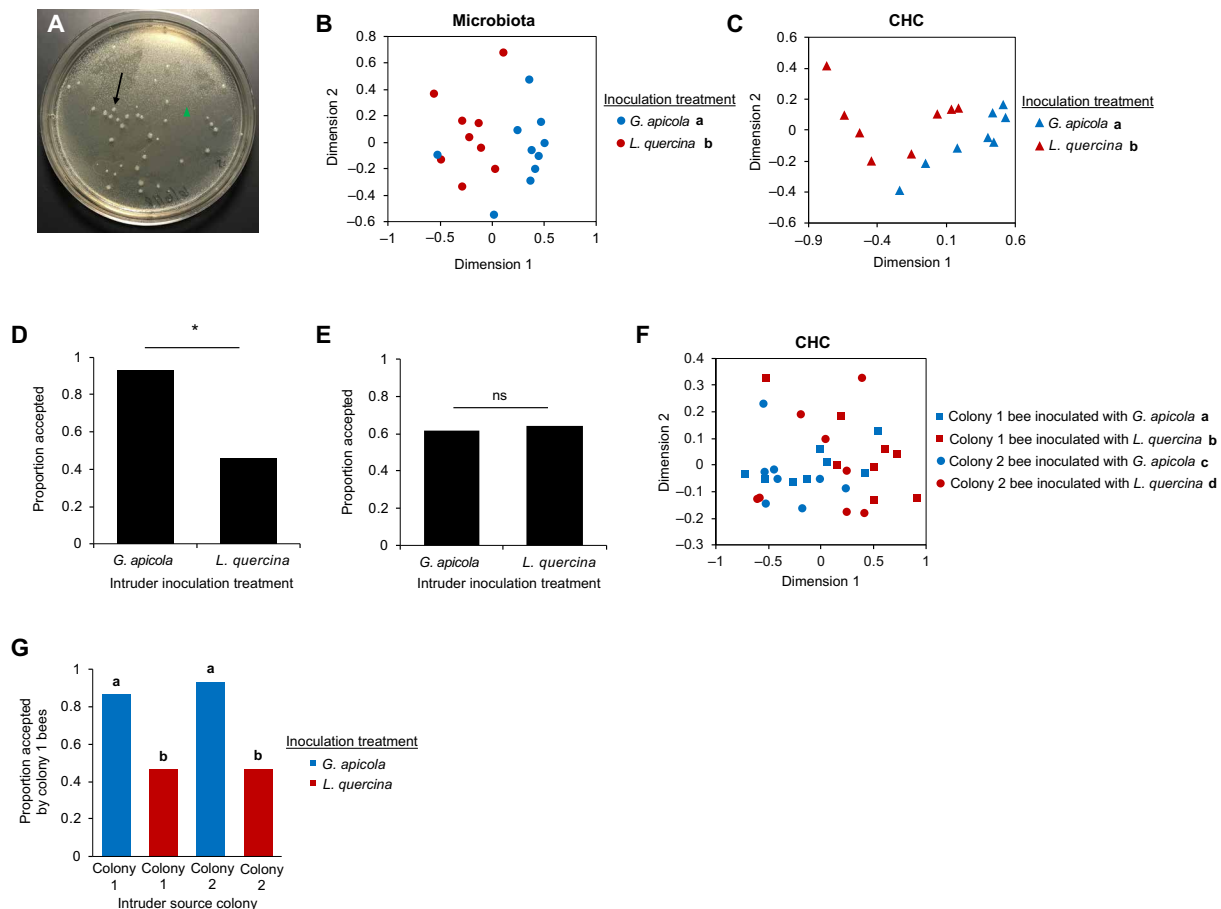 A
B
Microbiota
0.8
0.6
0.4
0.2
0
–0.2
–0.4
–0.6
–1
–0.5
0
0.5
1
Dimension 2
Dimension 1
Inoculation treatment
G. apicola a
L. quercina b
C
CHC
0.6
0.4
0.2
0
–0.2
–0.4
–0.6
–0.9
–0.4
0.1
0.6
Dimension 2
Dimension 1
Inoculation treatment
G. apicola a
L. quercina b
D
*
1
0.8
0.6
0.4
0.2
0
Proportion accepted
G. apicola
L. quercina
Intruder inoculation treatment
E
ns
1
0.8
0.6
0.4
0.2
0
Proportion accepted
G. apicola
L. quercina
Intruder inoculation treatment
F
CHC
0.4
0.3
0.2
0.1
0
–0.1
–0.2
–0.3
–1
–0.5
0
0.5
1
Dimension 2
Dimension 1
Colony 1 bee inoculated with G. apicola a
Colony 1 bee inoculated with L. quercina b
Colony 2 bee inoculated with G. apicola c
Colony 2 bee inoculated with L. quercina d
G
1
0.8
0.6
0.4
0.2
0
Proportion accepted
by colony 1 bees
a
b
a
b
Colony Colony Colony Colony
1 1 2 2
Intruder source colony
Inoculation treatment
G. apicola
L. quercina